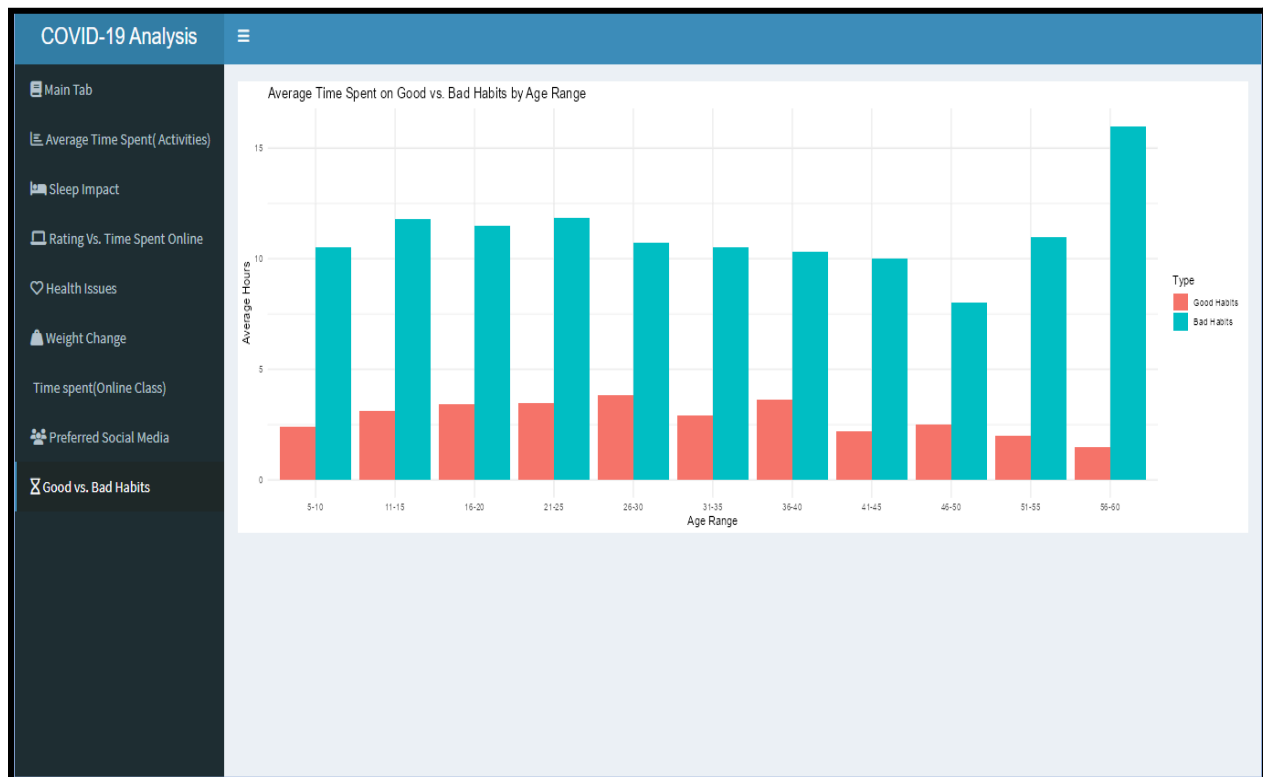 COVID-19 Analysis
Main Tab
Average Time Spent( Activities)
Sleep Impact
Rating Vs. Time Spent Online
Health Issues
Weight Change
Time spent(Online Class)
Preferred Social Media
Good vs. Bad Habits
Average Time Spent on Good vs. Bad Habits by Age Range
15
10
5
0
Average Hours
5-10 11-15 16-20 21-25 26-30 31-35 36-40 41-45 46-50 51-55 56-60
Age Range
Type
Good Habits
Bad Habits